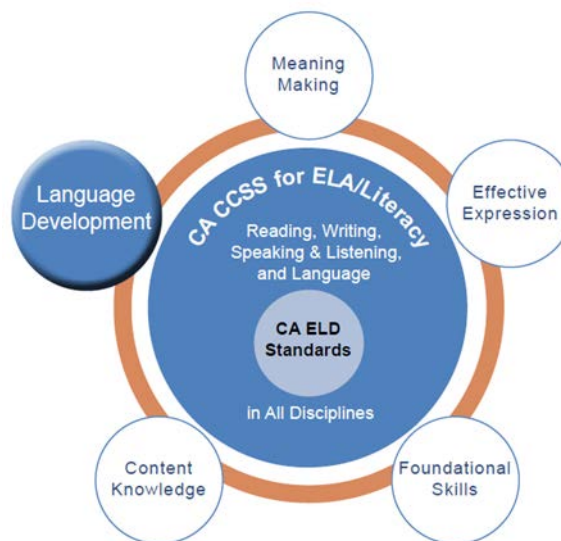 Meaning
Making
Language
Development
Effective
Expression
CA CCSS for ELA/Literacy
Reading, Writing,
Speaking & Listening,
and Language
CA ELD
Standards
in All Disciplines
Content
Knowledge
Foundational
Skills